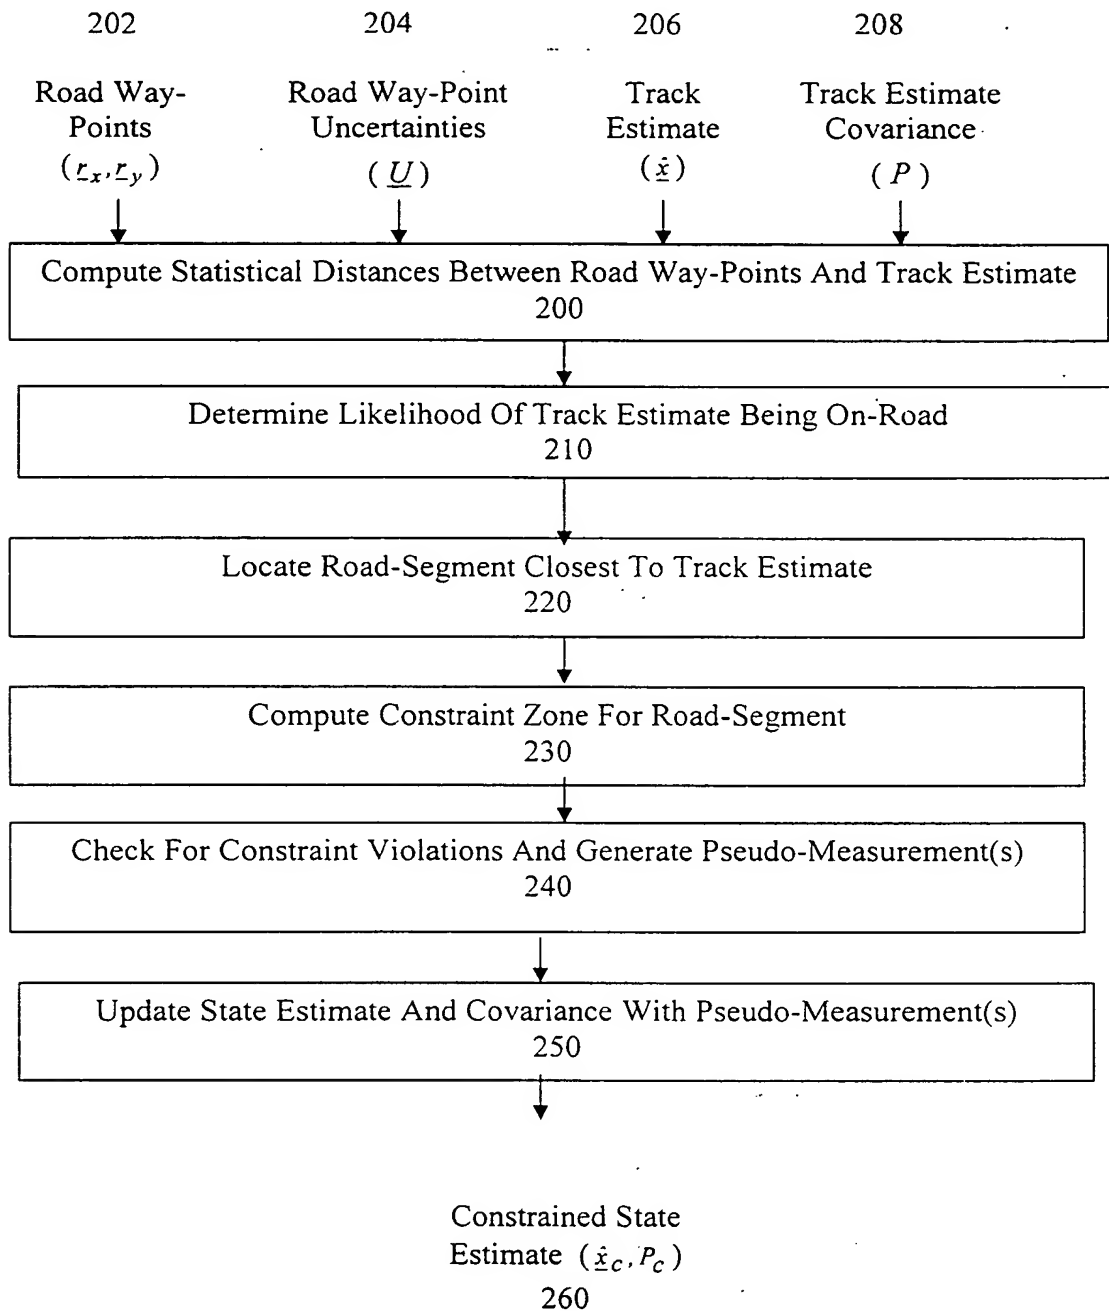 202 204 206 208
Road Way- Road Way-Point Track Track Estimate
Points Uncertainties Estimate Covariance
(r_x, r_y) (U) (x̂) (P)
Compute Statistical Distances Between Road Way-Points And Track Estimate
200
Determine Likelihood Of Track Estimate Being On-Road
210
Locate Road-Segment Closest To Track Estimate
220
Compute Constraint Zone For Road-Segment
230
Check For Constraint Violations And Generate Pseudo-Measurement(s)
240
Update State Estimate And Covariance With Pseudo-Measurement(s)
250
Constrained State
Estimate (x̂_C, P_C)
260